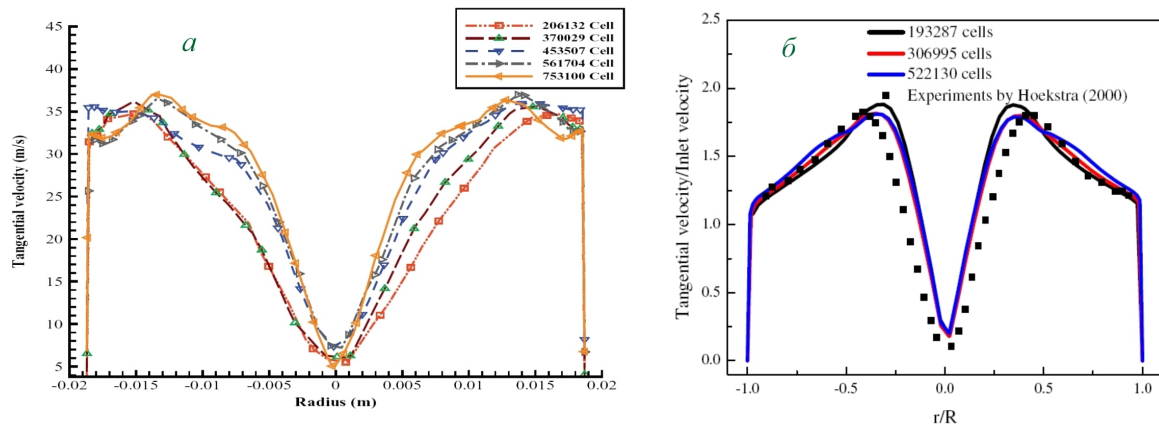 а
206132 Cell
370029 Cell
453507 Cell
561704 Cell
753100 Cell
45
40
35
30
25
20
15
10
5
Tangential velocity (m/s)
-0.02
-0.015
-0.01
-0.005
0
0.005
0.01
0.015
0.02
Radius (m)
б
193287 cells
306995 cells
522130 cells
Experiments by Hoekstra (2000)
2.5
2.0
1.5
1.0
0.5
0.0
Tangential velocity/Inlet velocity
-1.0
-0.5
0.0
0.5
1.0
r/R